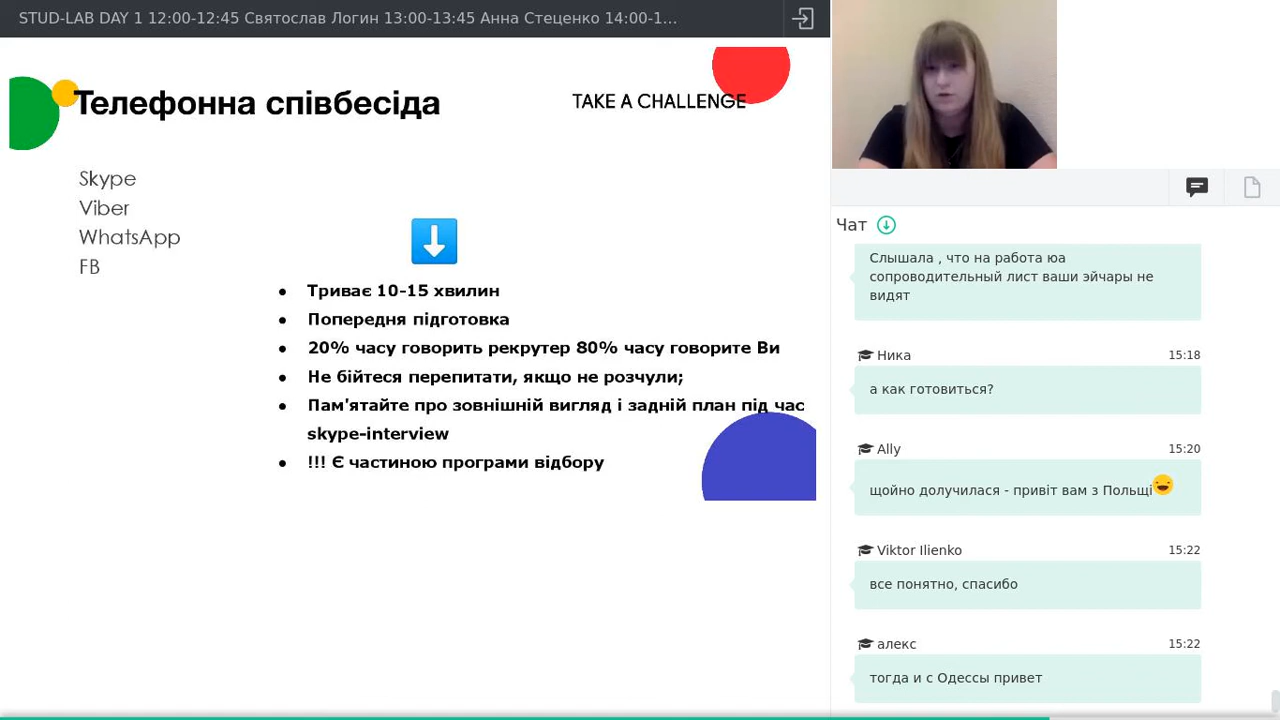 STUD-LAB DAY 1 12:00-12:45 Святослав Логин 13:00-13:45 Анна Стеценко 14:00-1...
Телефонна співбесіда
TAKE A CHALLENGE
Skype
Viber
WhatsApp
FB
● Триває 10-15 хвилин
● Попередня підготовка
● 20% часу говорить рекрутер 80% часу говорите Ви
● Не бійтеся перепитати, якщо не розчули;
● Пам'ятайте про зовнішній вигляд і задній план під час
skype-interview
● !!! Є частиною програми відбору
Чат
Слышала , что на работа юа
сопроводительный лист ваши эйчары не
видят
Ника 15:18
а как готовиться?
Ally 15:20
щойно долучилася - привіт вам з Польщі
Viktor Ilienko 15:22
все понятно, спасибо
алекс 15:22
тогда и с Одессы привет